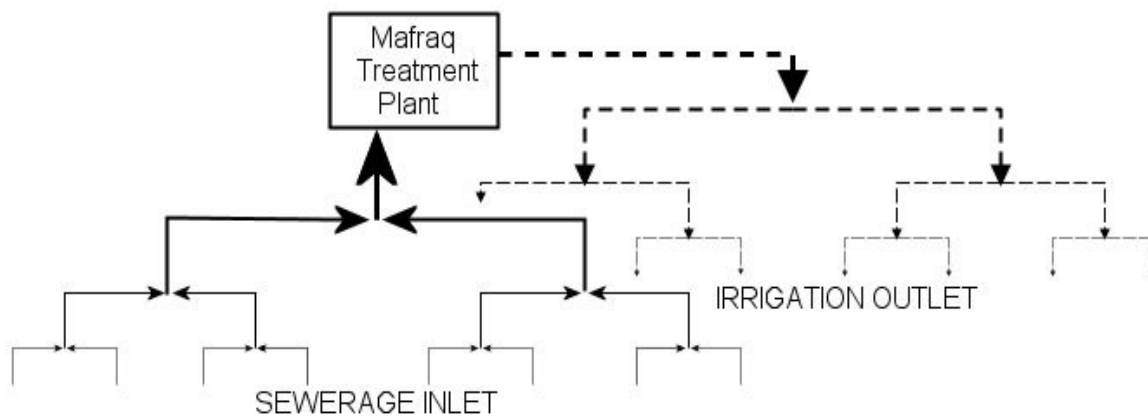 Mafraq
Treatment
Plant
IRRIGATION OUTLET
SEWERAGE INLET